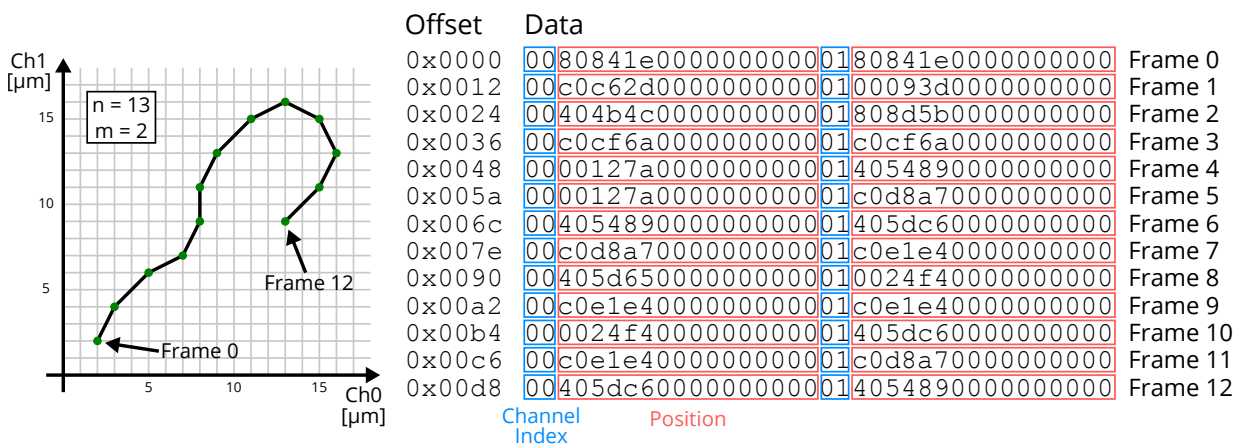 Offset Data
0x0000 00 80841e0000000000 01 80841e0000000000 Frame 0
0x0012 00 c0c62d0000000000 01 00093d0000000000 Frame 1
0x0024 00 404b4c0000000000 01 808d5b0000000000 Frame 2
0x0036 00 c0cf6a0000000000 01 c0cf6a0000000000 Frame 3
0x0048 00 00127a0000000000 01 4054890000000000 Frame 4
0x005a 00 00127a0000000000 01 c0d8a70000000000 Frame 5
0x006c 00 4054890000000000 01 405dc60000000000 Frame 6
0x007e 00 c0d8a70000000000 01 c0e1e40000000000 Frame 7
0x0090 00 405d650000000000 01 0024f40000000000 Frame 8
0x00a2 00 c0e1e40000000000 01 c0e1e40000000000 Frame 9
0x00b4 00 0024f40000000000 01 405dc60000000000 Frame 10
0x00c6 00 c0e1e40000000000 01 c0d8a70000000000 Frame 11
0x00d8 00 405dc60000000000 01 4054890000000000 Frame 12
Channel
Index
Position
Ch1
[µm]
n = 13
m = 2
15
10
5
Frame 12
Frame 0
5 10 15
Ch0
[µm]